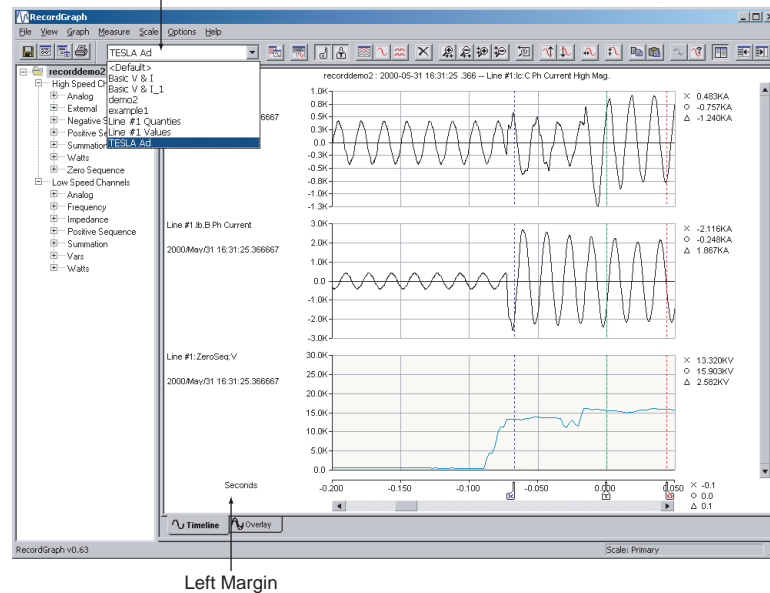 RecordGraph
File View Graph Measure Scale Options Help
TESLA Ad
<Default>
Basic V & I
Basic V & I_1
demo2
example1
Line #1 Quanties
Line #1 Values
TESLA Ad
recorddemo2
High Speed Ch
Analog
External
Negative S
Positive Se
Summation
Watts
Zero Sequence
Low Speed Channels
Analog
Frequency
Impedance
Positive Sequence
Summation
Vars
Watts
recorddemo2 : 2000-05-31 16:31:25 .366 -- Line #1:Ic:C Ph Current High Mag.
6667
1.0K
0.8K
0.5K
0.3K
0.0
-0.3K
-0.5K
-0.8K
-1.0K
-1.3K
× 0.483KA
○ -0.757KA
△ -1.240KA
Line #1:Ib:B Ph Current
2000/May/31 16:31:25.366667
3.0K
2.0K
1.0K
0.0
-1.0K
-2.0K
-3.0K
× -2.116KA
○ -0.248KA
△ 1.867KA
Line #1:ZeroSeq:V
2000/May/31 16:31:25.366667
30.0K
25.0K
20.0K
15.0K
10.0K
5.0K
0.0
× 13.320KV
○ 15.903KV
△ 2.582KV
Seconds
-0.200 -0.150 -0.100 -0.050 0.000 0.050
× -0.1
○ 0.0
△ 0.1
Timeline Overlay
RecordGraph v0.63 Scale: Primary
Left Margin